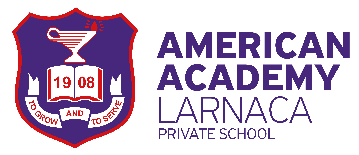 19 08
TO GROW AND TO SERVE
AMERICAN
ACADEMY
LARNACA
PRIVATE SCHOOL